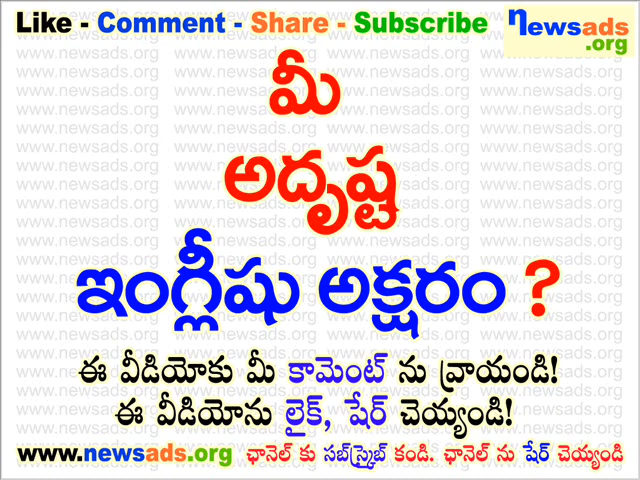 Like - Comment - Share - Subscribe
newsads
.org
మీ
అదృష్ట
ఇంగ్లీషు అక్షరం ?
ఈ వీడియోకు మీ కామెంట్ ను వ్రాయండి!
ఈ వీడియోను లైక్, షేర్ చెయ్యండి!
www.newsads.org ఛానెల్ కు సబ్‌స్క్రైబ్ కండి. ఛానెల్ ను షేర్ చెయ్యండి